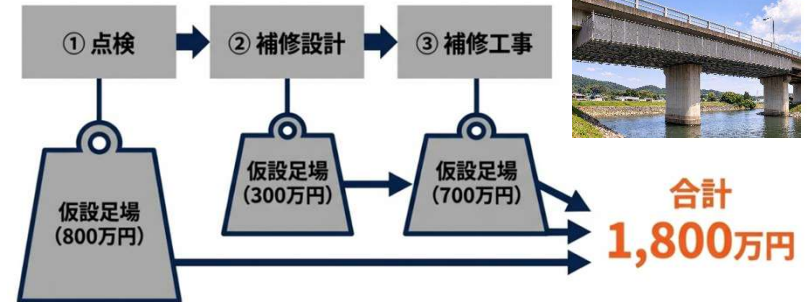 ① 点検
② 補修設計
③ 補修工事
仮設足場
（800万円）
仮設足場
（300万円）
仮設足場
（700万円）
合計
1,800万円